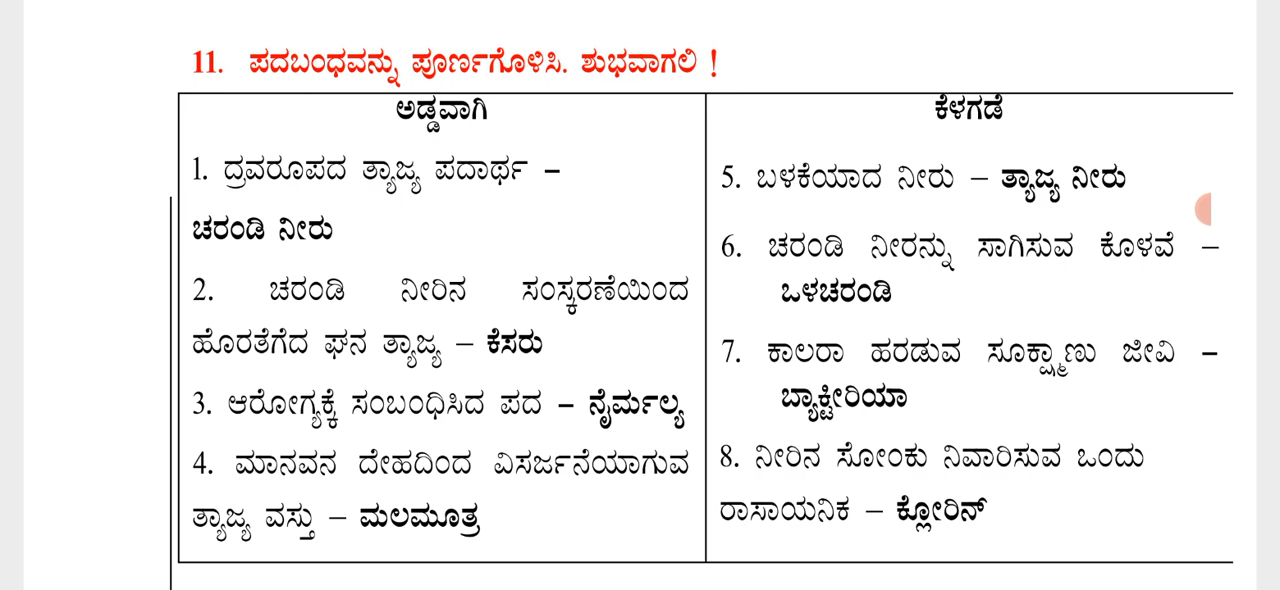 11. ಪದಬಂಧವನ್ನು ಪೂರ್ಣಗೊಳಿಸಿ. ಶುಭವಾಗಲಿ !
ಅಡ್ಡವಾಗಿ
1. ದ್ರವರೂಪದ ತ್ಯಾಜ್ಯ ಪದಾರ್ಥ –
ಚರಂಡಿ ನೀರು
2. ಚರಂಡಿ ನೀರಿನ ಸಂಸ್ಕರಣೆಯಿಂದ
ಹೊರತೆಗೆದ ಘನ ತ್ಯಾಜ್ಯ – ಕೆಸರು
3. ಆರೋಗ್ಯಕ್ಕೆ ಸಂಬಂಧಿಸಿದ ಪದ – ನೈರ್ಮಲ್ಯ
4. ಮಾನವನ ದೇಹದಿಂದ ವಿಸರ್ಜನೆಯಾಗುವ
ತ್ಯಾಜ್ಯ ವಸ್ತು – ಮಲಮೂತ್ರ
ಕೆಳಗಡೆ
5. ಬಳಕೆಯಾದ ನೀರು – ತ್ಯಾಜ್ಯ ನೀರು
6. ಚರಂಡಿ ನೀರನ್ನು ಸಾಗಿಸುವ ಕೊಳವೆ –
ಒಳಚರಂಡಿ
7. ಕಾಲರಾ ಹರಡುವ ಸೂಕ್ಷ್ಮಾಣು ಜೀವಿ –
ಬ್ಯಾಕ್ಟೀರಿಯಾ
8. ನೀರಿನ ಸೋಂಕು ನಿವಾರಿಸುವ ಒಂದು
ರಾಸಾಯನಿಕ – ಕ್ಲೋರಿನ್